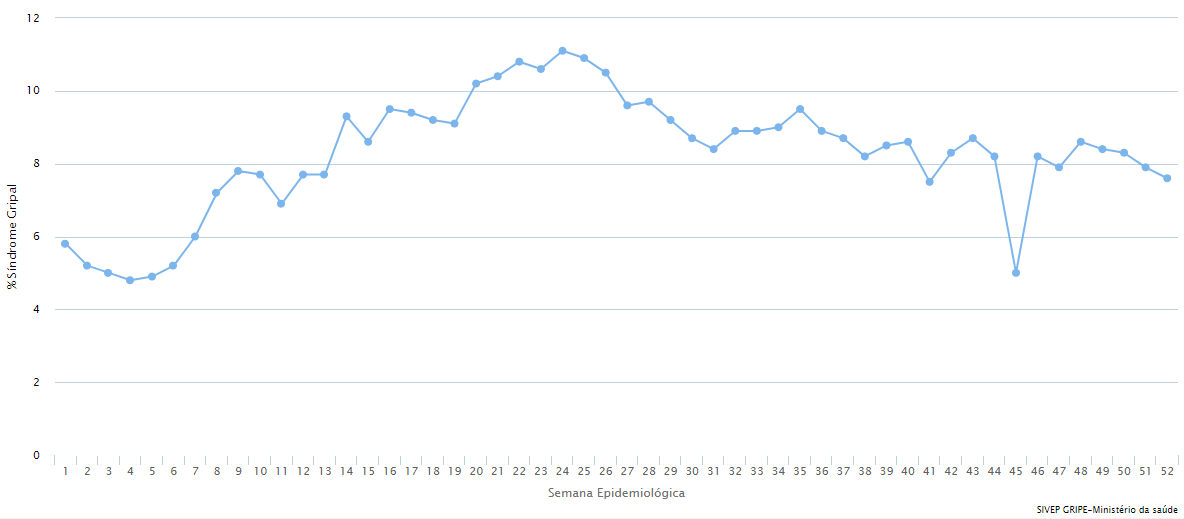 12
10
8
6
4
2
0
%Síndrome Gripal
1 2 3 4 5 6 7 8 9 10 11 12 13 14 15 16 17 18 19 20 21 22 23 24 25 26 27 28 29 30 31 32 33 34 35 36 37 38 39 40 41 42 43 44 45 46 47 48 49 50 51 52
Semana Epidemiológica
SIVEP GRIPE-Ministério da saúde